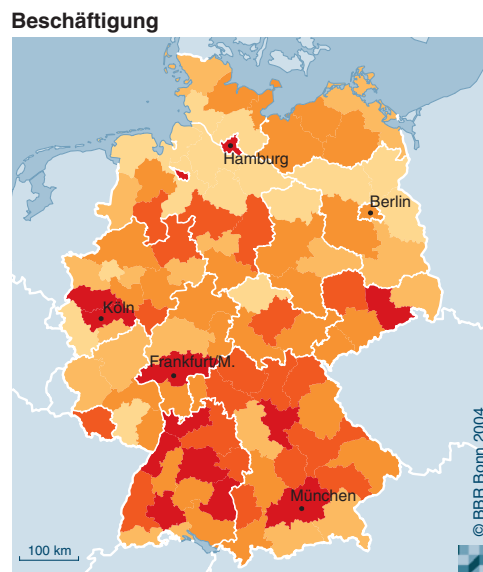 Beschäftigung
Hamburg
Berlin
Köln
Frankfurt/M.
München
100 km
© BBR Bonn 2004